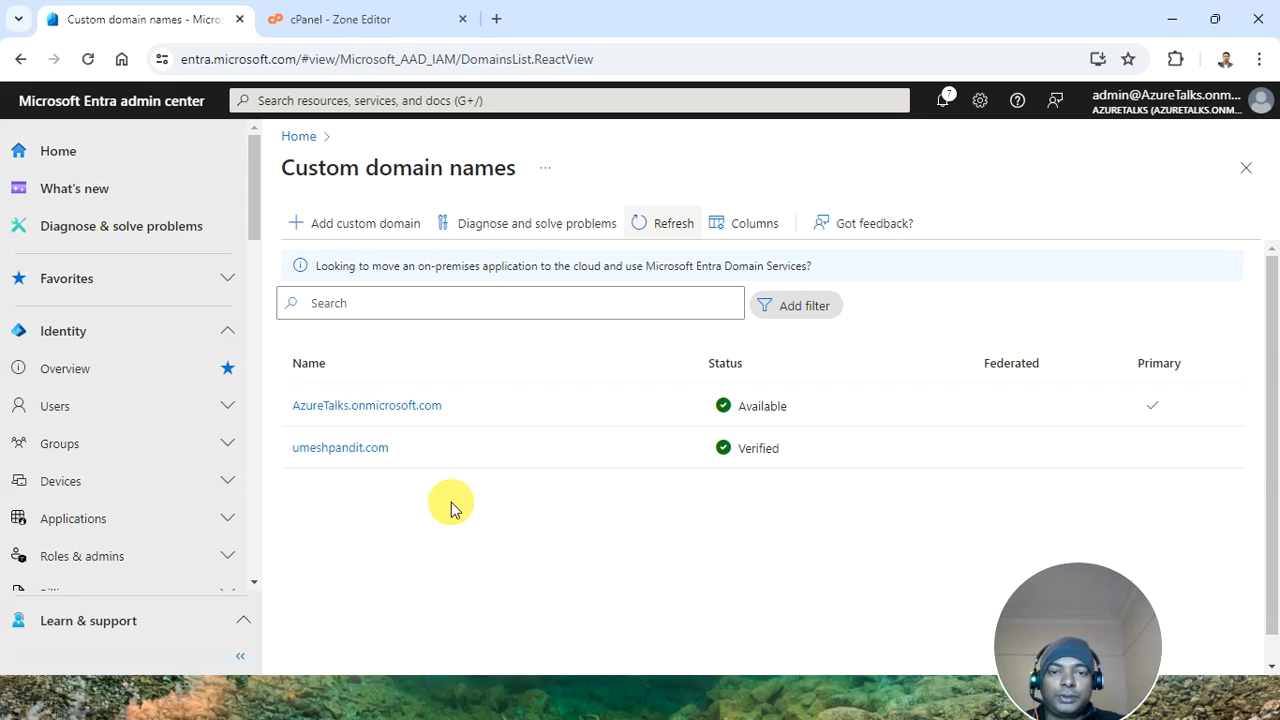 Custom domain names - Micro
cPanel - Zone Editor
entra.microsoft.com/#view/Microsoft_AAD_IAM/DomainsList.ReactView
Microsoft Entra admin center
Search resources, services, and docs (G+/)
7
admin@AzureTalks.onm...
AZURETALKS (AZURETALKS.ONM...
Home
What's new
Diagnose & solve problems
Favorites
Identity
Overview
Users
Groups
Devices
Applications
Roles & admins
Learn & support
Home
Custom domain names
Add custom domain
Diagnose and solve problems
Refresh
Columns
Got feedback?
Looking to move an on-premises application to the cloud and use Microsoft Entra Domain Services?
Search
Add filter
Name Status Federated Primary
AzureTalks.onmicrosoft.com Available
umeshpandit.com Verified